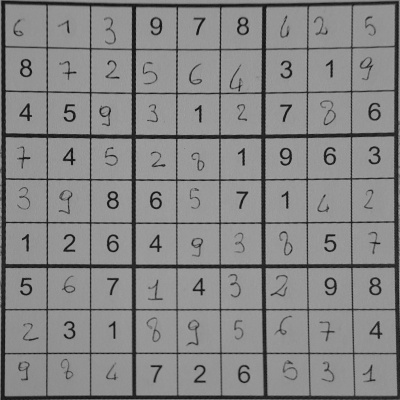 6 1 3 9 7 8 4 2 5
8 7 2 5 6 4 3 1 9
4 5 9 3 1 2 7 8 6
7 4 5 2 8 1 9 6 3
3 9 8 6 5 7 1 4 2
1 2 6 4 9 3 8 5 7
5 6 7 1 4 3 2 9 8
2 3 1 8 9 5 6 7 4
9 8 4 7 2 6 5 3 1